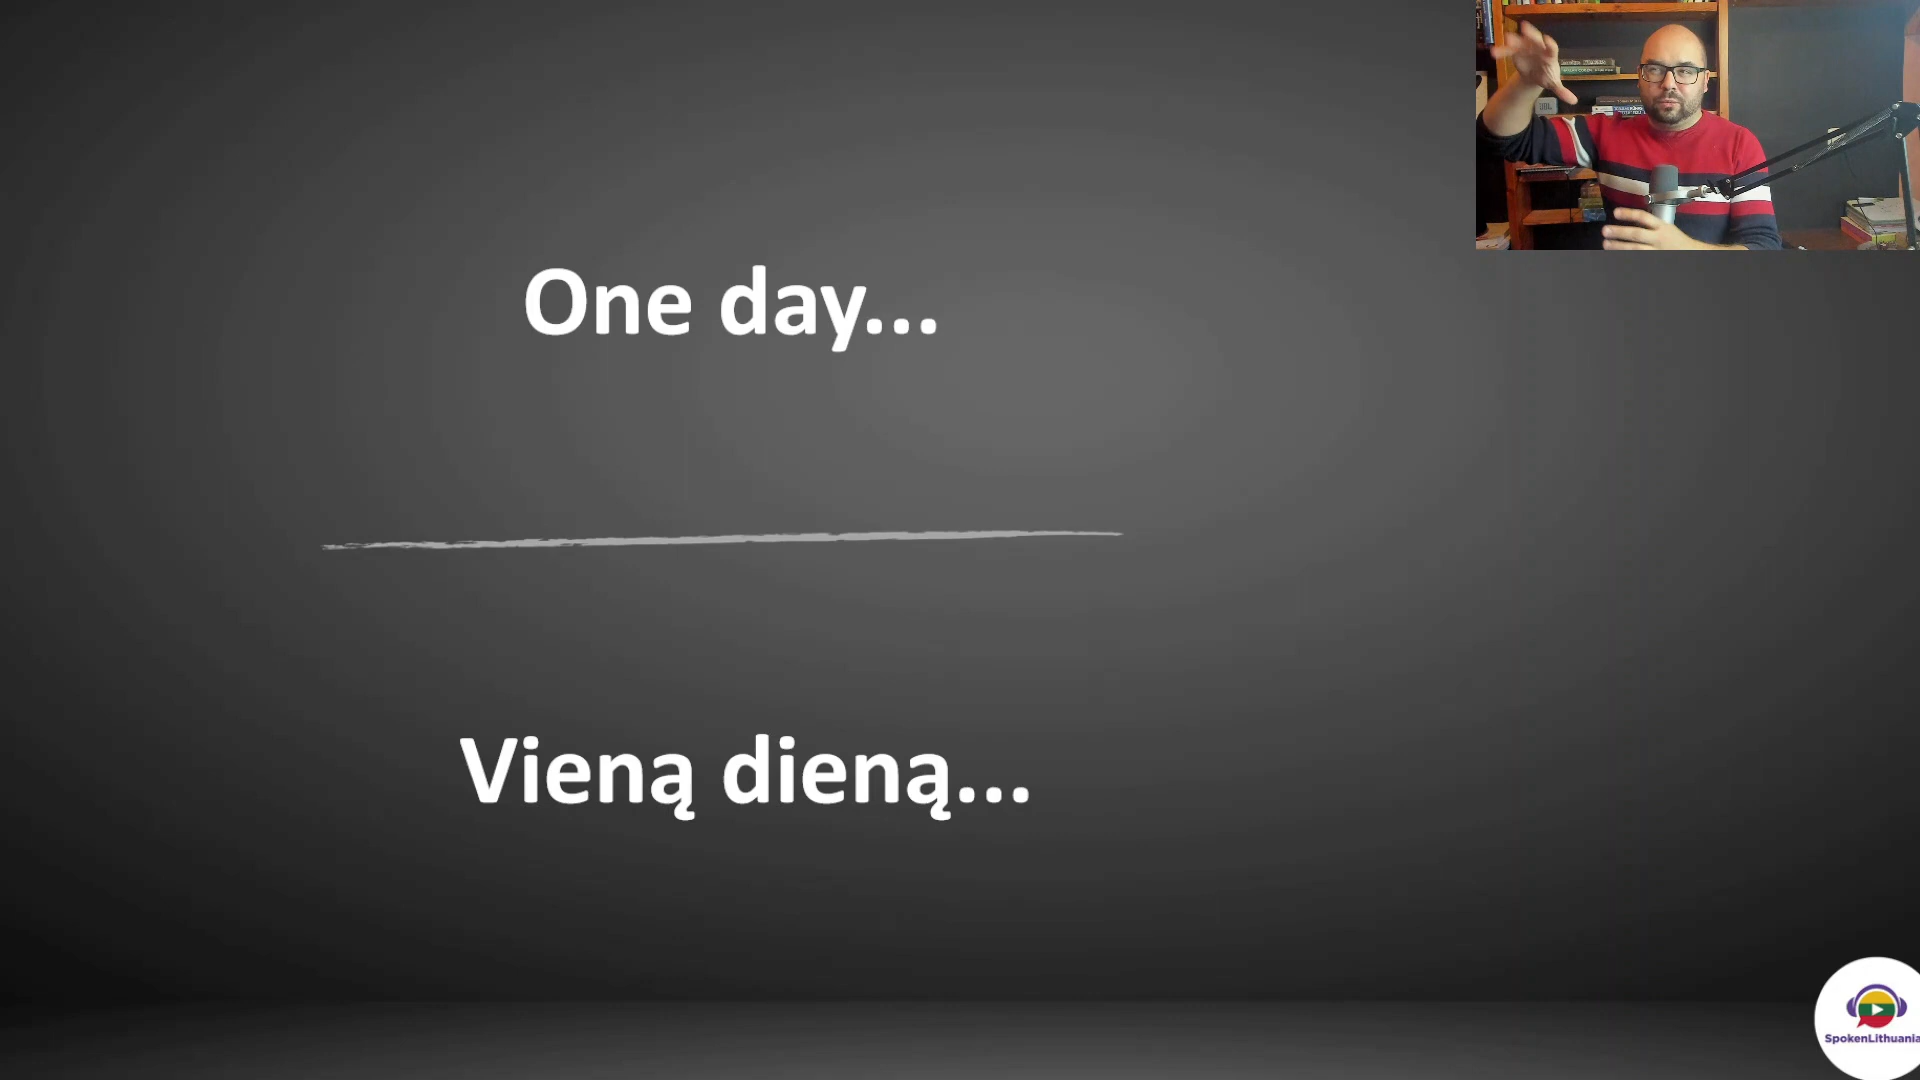 One day...
Vieną dieną...
SpokenLithuania